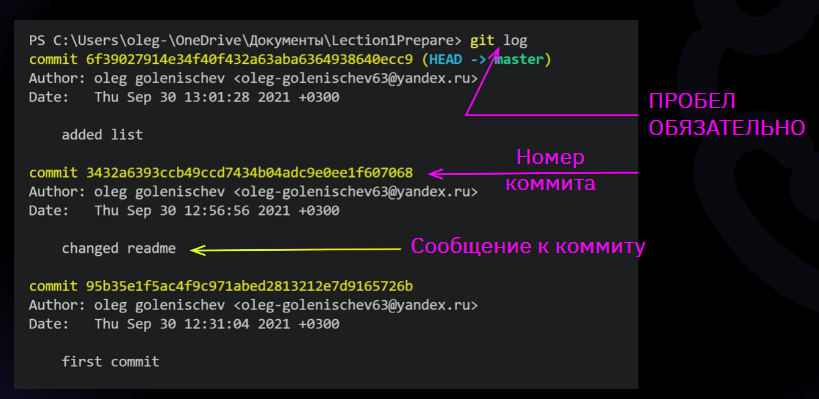 PS C:\Users\oleg-\OneDrive\Документы\Lection1Prepare> git log
commit 6f39027914e34f40f432a63aba6364938640ecc9 (HEAD -> master)
Author: oleg golenischev <oleg-golenischev63@yandex.ru>
Date:   Thu Sep 30 13:01:28 2021 +0300
ПРОБЕЛ
ОБЯЗАТЕЛЬНО
added list
Номер
commit 3432a6393ccb49ccd7434b04adc9e0ee1f607068
коммита
Author: oleg golenischev <oleg-golenischev63@yandex.ru>
Date:   Thu Sep 30 12:56:56 2021 +0300
changed readme
Сообщение к коммиту
commit 95b35e1f5ac4f9c971abed2813212e7d9165726b
Author: oleg golenischev <oleg-golenischev63@yandex.ru>
Date:   Thu Sep 30 12:31:04 2021 +0300
first commit